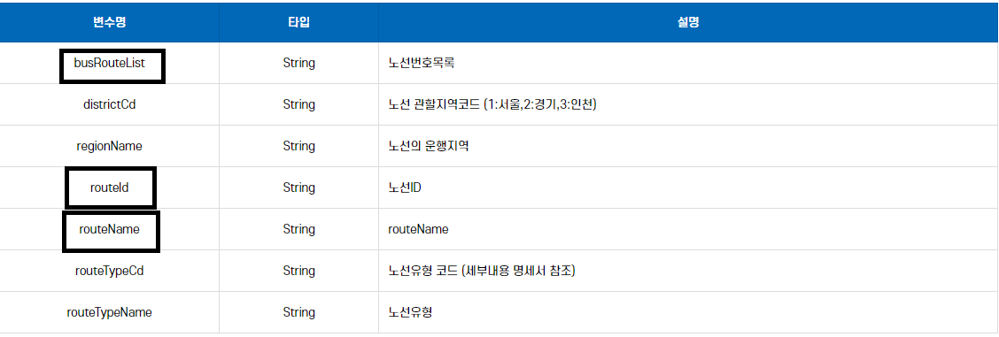 변수명 타입 설명
busRouteList String 노선번호목록
districtCd String 노선 관할지역코드 (1:서울,2:경기,3:인천)
regionName String 노선의 운행지역
routeId String 노선ID
routeName String routeName
routeTypeCd String 노선유형 코드 (세부내용 명세서 참조)
routeTypeName String 노선유형